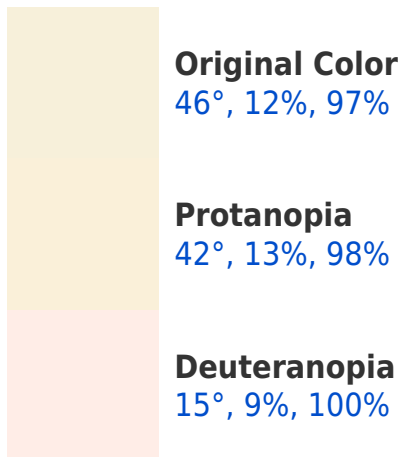 Original Color
46°, 12%, 97%
Protanopia
42°, 13%, 98%
Deuteranopia
15°, 9%, 100%